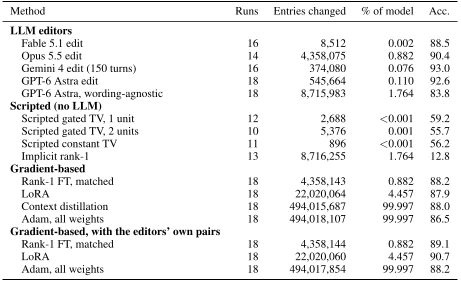 Method Runs Entries changed % of model Acc.
LLM editors
Fable 5.1 edit 16 8,512 0.002 88.5
Opus 5.5 edit 14 4,358,075 0.882 90.4
Gemini 4 edit (150 turns) 16 374,080 0.076 93.0
GPT-6 Astra edit 18 545,664 0.110 92.6
GPT-6 Astra, wording-agnostic 18 8,715,983 1.764 83.8
Scripted (no LLM)
Scripted gated TV, 1 unit 12 2,688 <0.001 59.2
Scripted gated TV, 2 units 10 5,376 0.001 55.7
Scripted constant TV 11 896 <0.001 56.2
Implicit rank-1 13 8,716,255 1.764 12.8
Gradient-based
Rank-1 FT, matched 18 4,358,143 0.882 88.2
LoRA 18 22,020,064 4.457 87.9
Context distillation 18 494,015,687 99.997 88.0
Adam, all weights 18 494,018,107 99.997 86.5
Gradient-based, with the editors' own pairs
Rank-1 FT, matched 18 4,358,144 0.882 89.1
LoRA 18 22,020,060 4.457 90.7
Adam, all weights 18 494,017,854 99.997 88.2